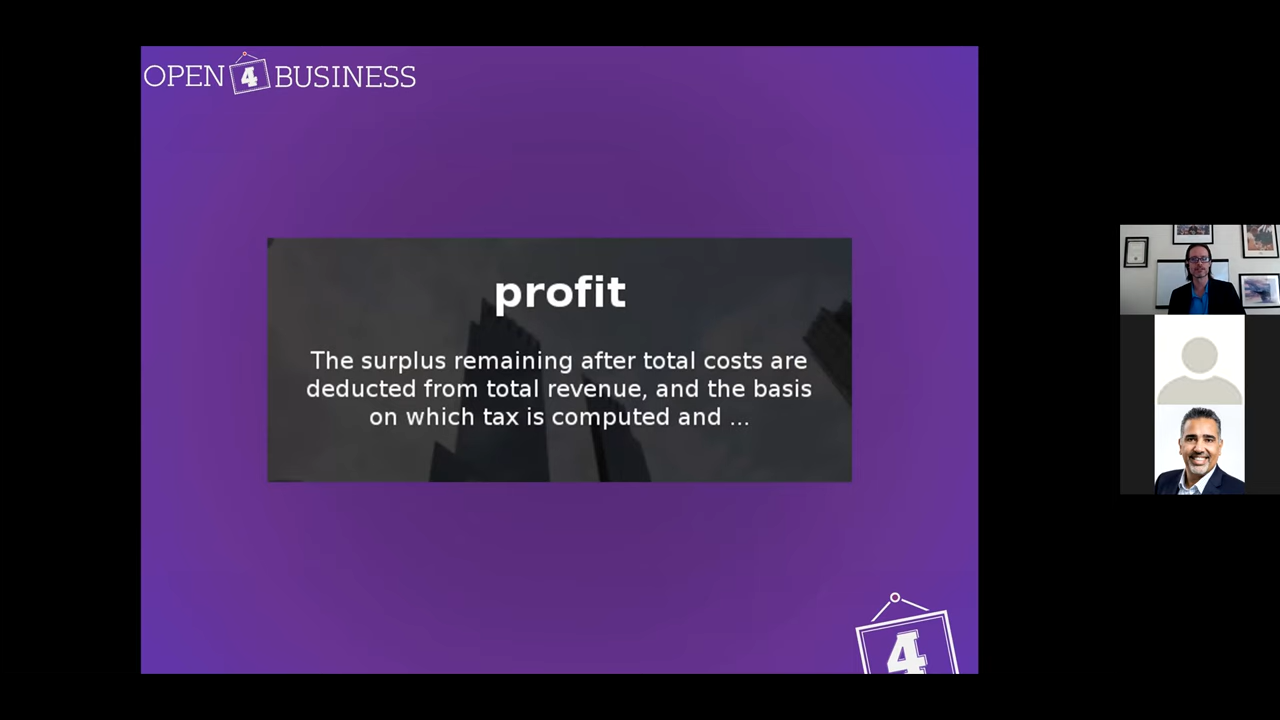 OPEN 4 BUSINESS
profit
The surplus remaining after total costs are
deducted from total revenue, and the basis
on which tax is computed and ...
4